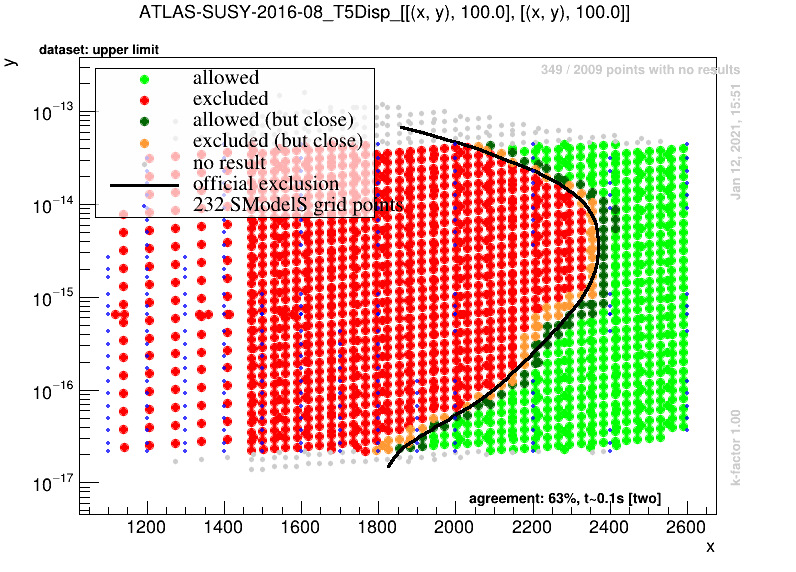 ATLAS-SUSY-2016-08_T5Disp_[[(x, y), 100.0], [(x, y), 100.0]]
y
dataset: upper limit
349 / 2009 points with no results
allowed
excluded
allowed (but close)
excluded (but close)
no result
official exclusion
232 SModelS grid points
Jan 12, 2021, 15:51
k-factor 1.00
10−13
10−14
10−15
10−16
10−17
agreement: 63%, t~0.1s [two]
1200 1400 1600 1800 2000 2200 2400 2600
x